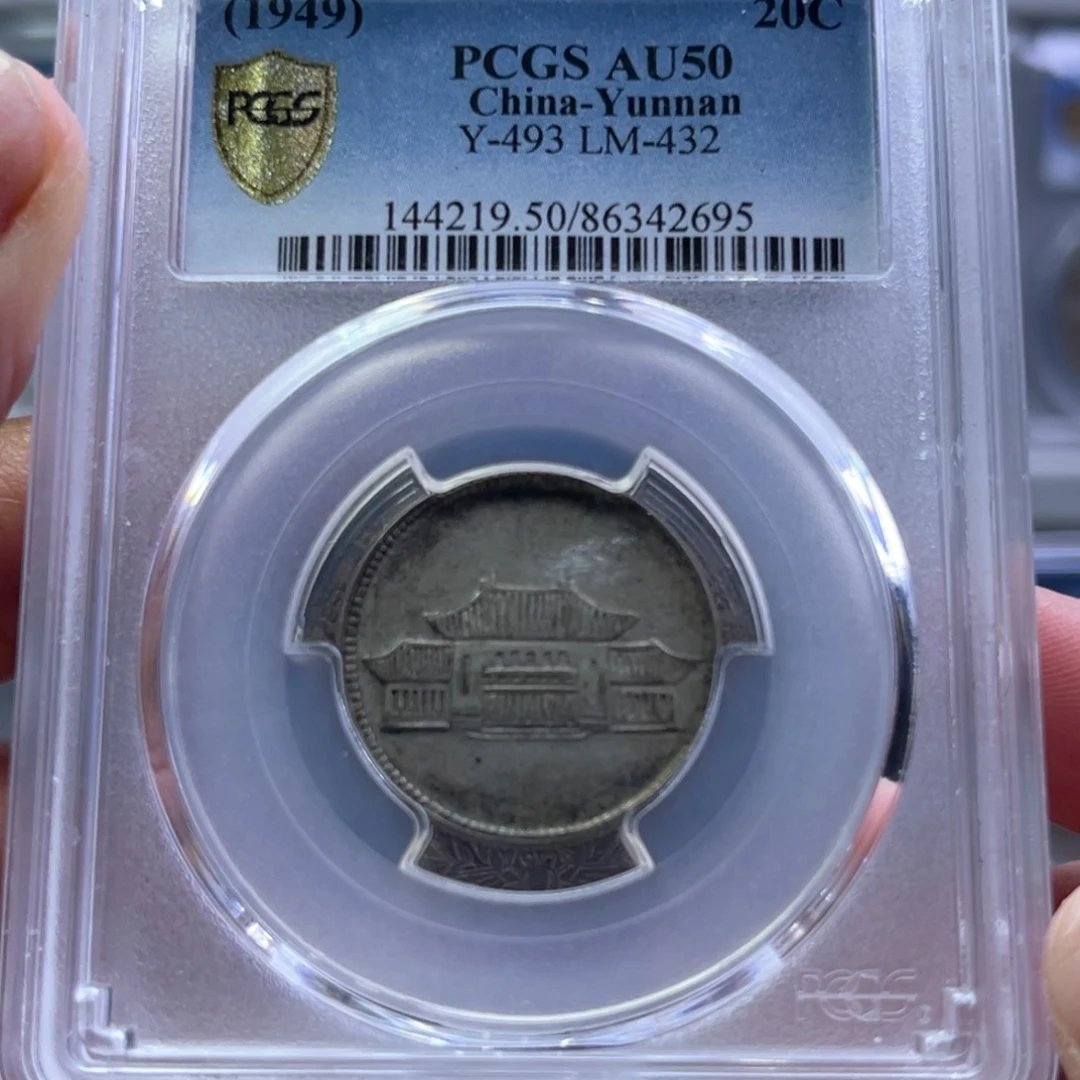 (1949) 20C
PCGS AU50
PCGS
China-Yunnan
Y-493 LM-432
144219.50/86342695
PCGS